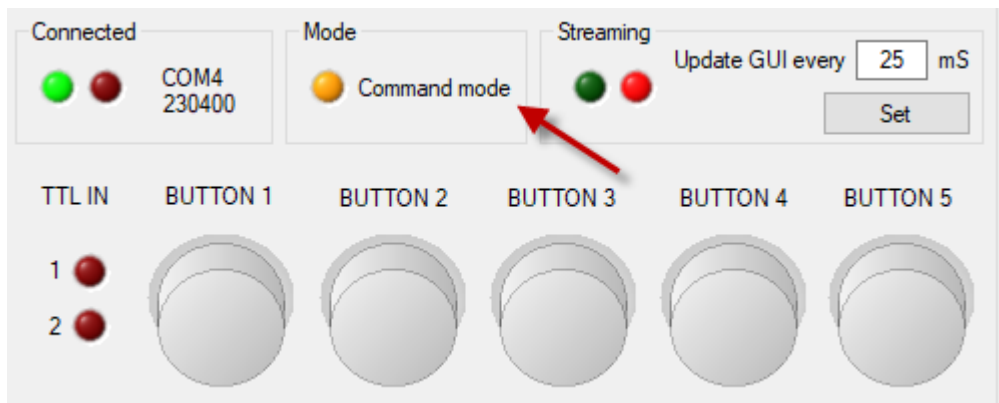 Connected
COM4
230400
Mode
Command mode
Streaming
Update GUI every 25 mS
Set
TTL IN
BUTTON 1
BUTTON 2
BUTTON 3
BUTTON 4
BUTTON 5
1
2